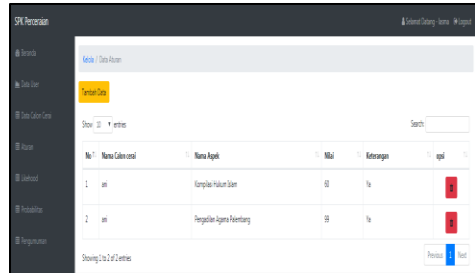 SPK Perceraian
Selamat Datang - isoma Logout
Beranda
Data User
Data Calon Cerai
Aturan
Likelihood
Probabilitas
Pengumuman
Kelola / Data Aturan
Tambah Data
Show 10 entries
Search:
No Nama Calon cerai Nama Aspek Nilai Keterangan opsi
1 ani Kompilasi Hukum Islam 60 Ya
2 ani Pengadilan Agama Palembang 99 Ya
Showing 1 to 2 of 2 entries
Previous 1 Next